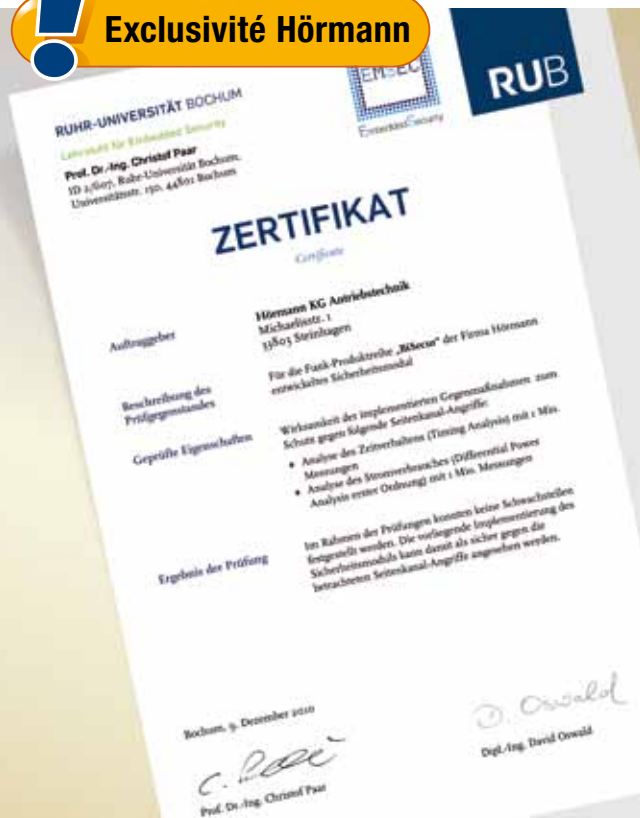 Exclusivité Hörmann
RUHR-UNIVERSITÄT BOCHUM
Lehrstuhl für Embedded Security
Prof. Dr.-Ing. Christof Paar
ID 2/607, Ruhr-Universität Bochum,
Universitätsstr. 150, 44801 Bochum
EMSEC
Embedded Security
RUB
ZERTIFIKAT
Certificate
Auftraggeber
Hörmann KG Antriebstechnik
Michaelisstr. 1
33803 Steinhagen
Beschreibung des
Prüfgegenstandes
Für die Funk-Produktreihe „BiSecur“ der Firma Hörmann
entwickeltes Sicherheitsmodul
Geprüfte Eigenschaften
Wirksamkeit der implementierten Gegenmaßnahmen zum
Schutz gegen folgende Seitenkanal-Angriffe:
• Analyse des Zeitverhaltens (Timing Analysis) mit 1 Mio.
Messungen
• Analyse des Stromverbrauches (Differential Power
Analysis erster Ordnung) mit 1 Mio. Messungen
Ergebnis der Prüfung
Im Rahmen der Prüfungen konnten keine Schwachstellen
festgestellt werden. Die vorliegende Implementierung des
Sicherheitsmoduls kann damit als sicher gegen die
betrachteten Seitenkanal-Angriffe angesehen werden.
Bochum, 9. Dezember 2010
D. Oswald
Prof. Dr.-Ing. Christof Paar
Dipl.-Ing. David Oswald